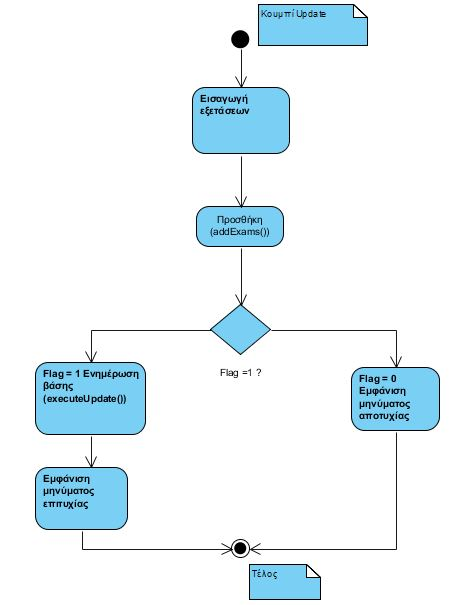 Κουμπί Update
Εισαγωγή
εξετάσεων
Προσθήκη
(addExams())
Flag =1 ?
Flag = 1 Ενημέρωση
βάσης
(executeUpdate())
Flag = 0
Εμφάνιση
μηνύματος
αποτυχίας
Εμφάνιση
μηνύματος
επιτυχίας
Τέλος